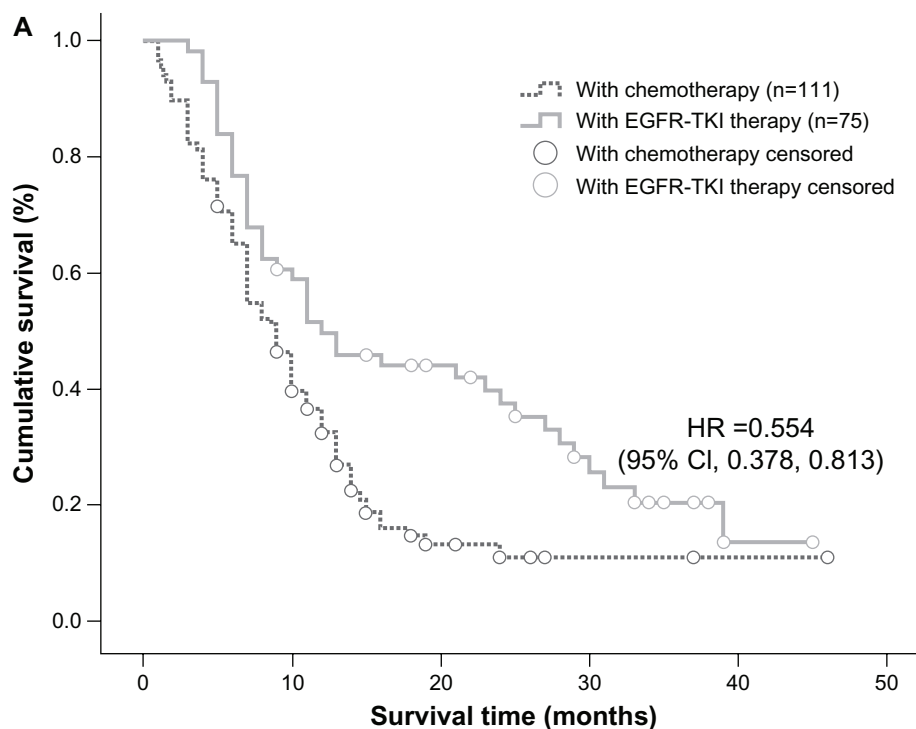 A
With chemotherapy (n=111)
With EGFR-TKI therapy (n=75)
With chemotherapy censored
With EGFR-TKI therapy censored
HR =0.554
(95% CI, 0.378, 0.813)
Cumulative survival (%)
1.0
0.8
0.6
0.4
0.2
0.0
0 10 20 30 40 50
Survival time (months)